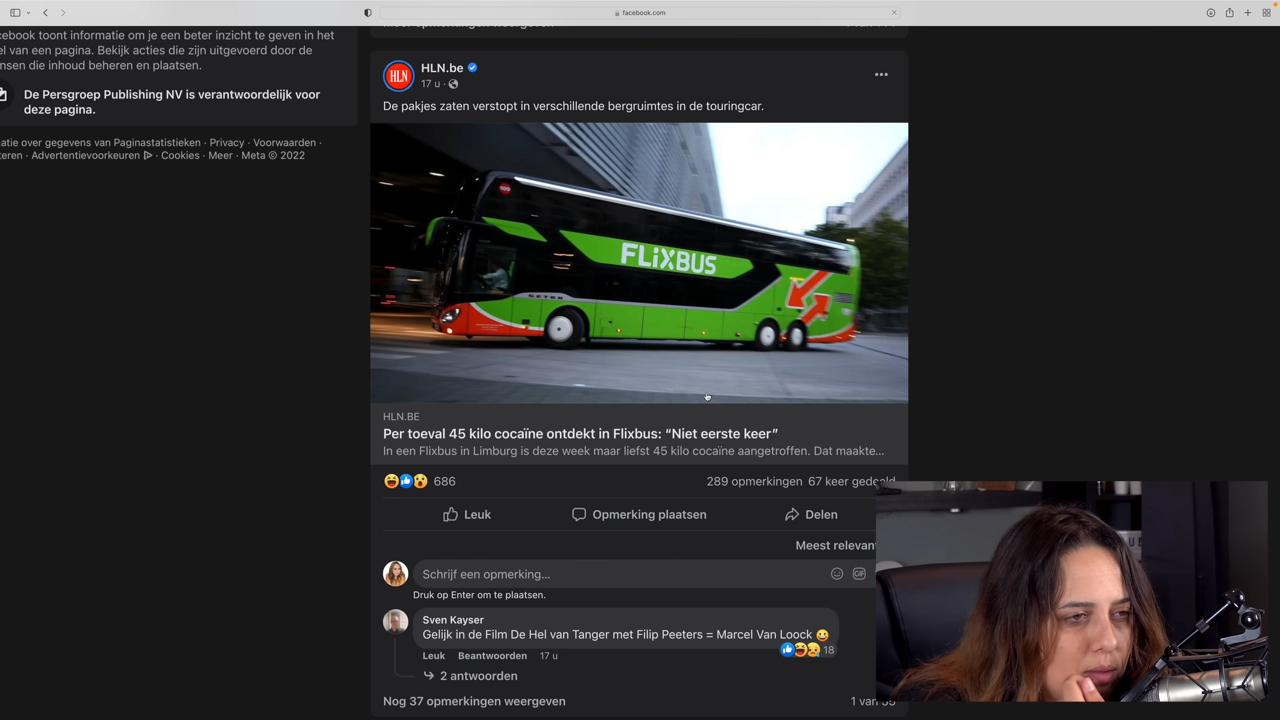 facebook.com
cebook toont informatie om je een beter inzicht te geven in het
el van een pagina. Bekijk acties die zijn uitgevoerd door de
nsen die inhoud beheren en plaatsen.
De Persgroep Publishing NV is verantwoordelijk voor
deze pagina.
atie over gegevens van Paginastatistieken · Privacy · Voorwaarden ·
teren · Advertentievoorkeuren · Cookies · Meer · Meta © 2022
HLN
HLN.be
17 u ·
De pakjes zaten verstopt in verschillende bergruimtes in de touringcar.
FLiXBUS
HLN.BE
Per toeval 45 kilo cocaïne ontdekt in Flixbus: “Niet eerste keer”
In een Flixbus in Limburg is deze week maar liefst 45 kilo cocaïne aangetroffen. Dat maakte...
686
289 opmerkingen 67 keer gedeeld
Leuk
Opmerking plaatsen
Delen
Meest relevan
Schrijf een opmerking...
GIF
Druk op Enter om te plaatsen.
Sven Kayser
Gelijk in de Film De Hel van Tanger met Filip Peeters = Marcel Van Loock 😀
18
Leuk Beantwoorden 17 u
2 antwoorden
Nog 37 opmerkingen weergeven
1 van